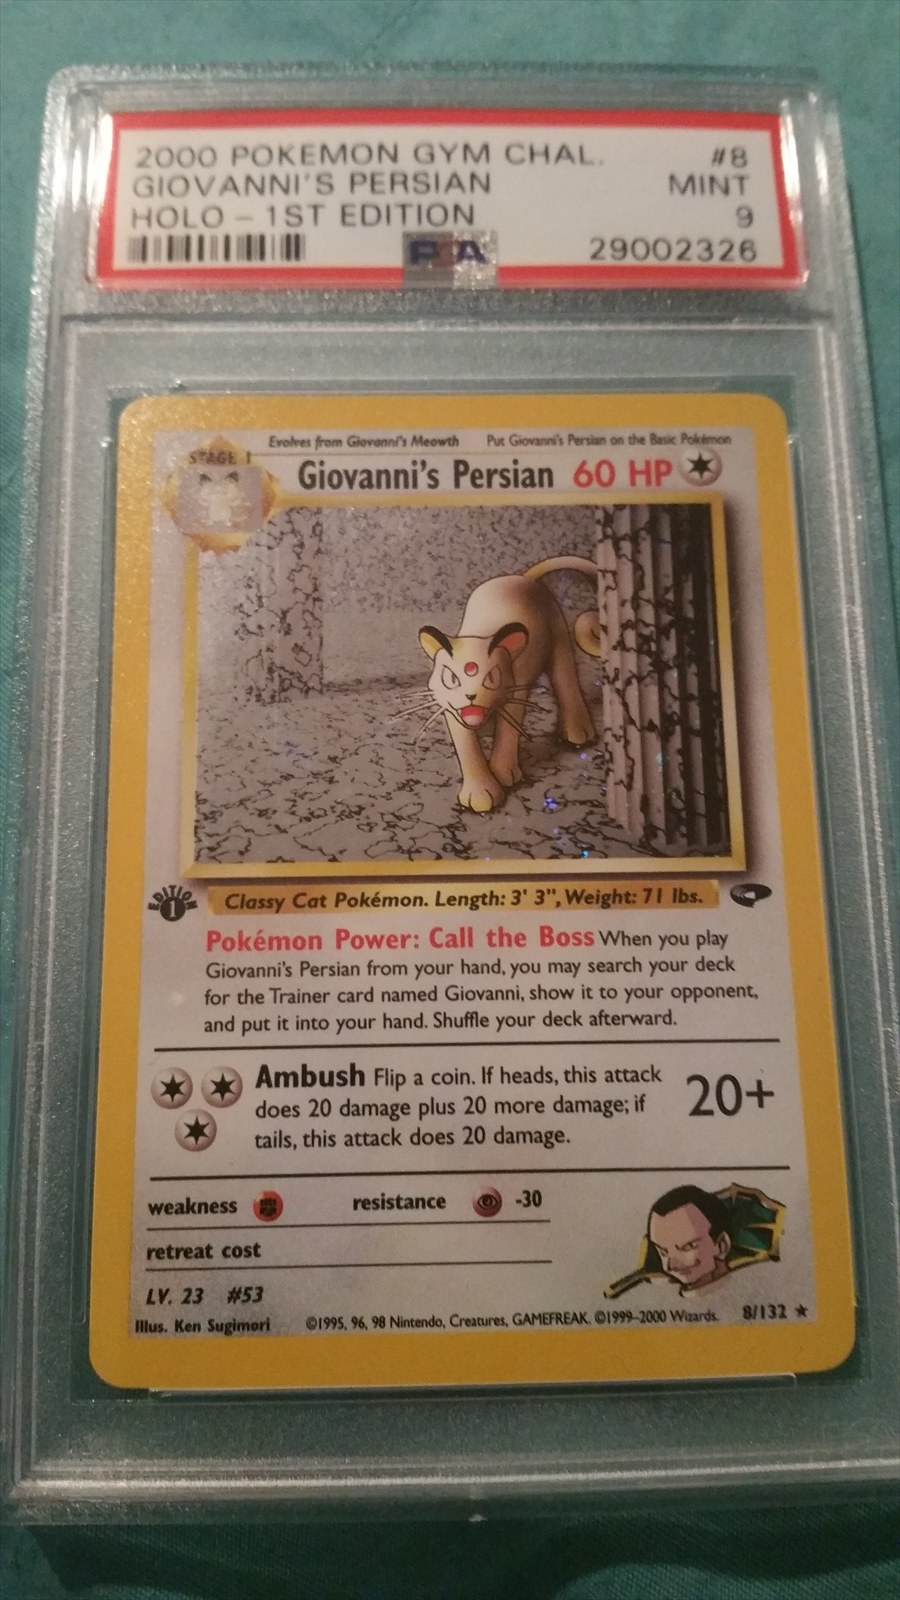 2000 POKEMON GYM CHAL. #8
GIOVANNI'S PERSIAN MINT
HOLO - 1ST EDITION 9
PSA 29002326
Evolves from Giovanni's Meowth Put Giovanni's Persian on the Basic Pokémon
STAGE 1
Giovanni's Persian 60 HP
EDITION
1
Classy Cat Pokémon. Length: 3' 3", Weight: 71 lbs.
Pokémon Power: Call the Boss When you play
Giovanni's Persian from your hand, you may search your deck
for the Trainer card named Giovanni, show it to your opponent,
and put it into your hand. Shuffle your deck afterward.
Ambush Flip a coin. If heads, this attack
does 20 damage plus 20 more damage; if
tails, this attack does 20 damage.
20+
weakness resistance -30
retreat cost
LV. 23 #53
Illus. Ken Sugimori ©1995, 96, 98 Nintendo, Creatures, GAMEFREAK. ©1999-2000 Wizards. 8/132 ★